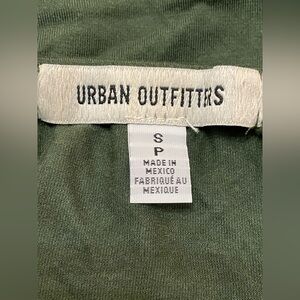 URBAN OUTFITTERS
S
P
MADE IN
MEXICO
FABRIQUÉ AU
MEXIQUE